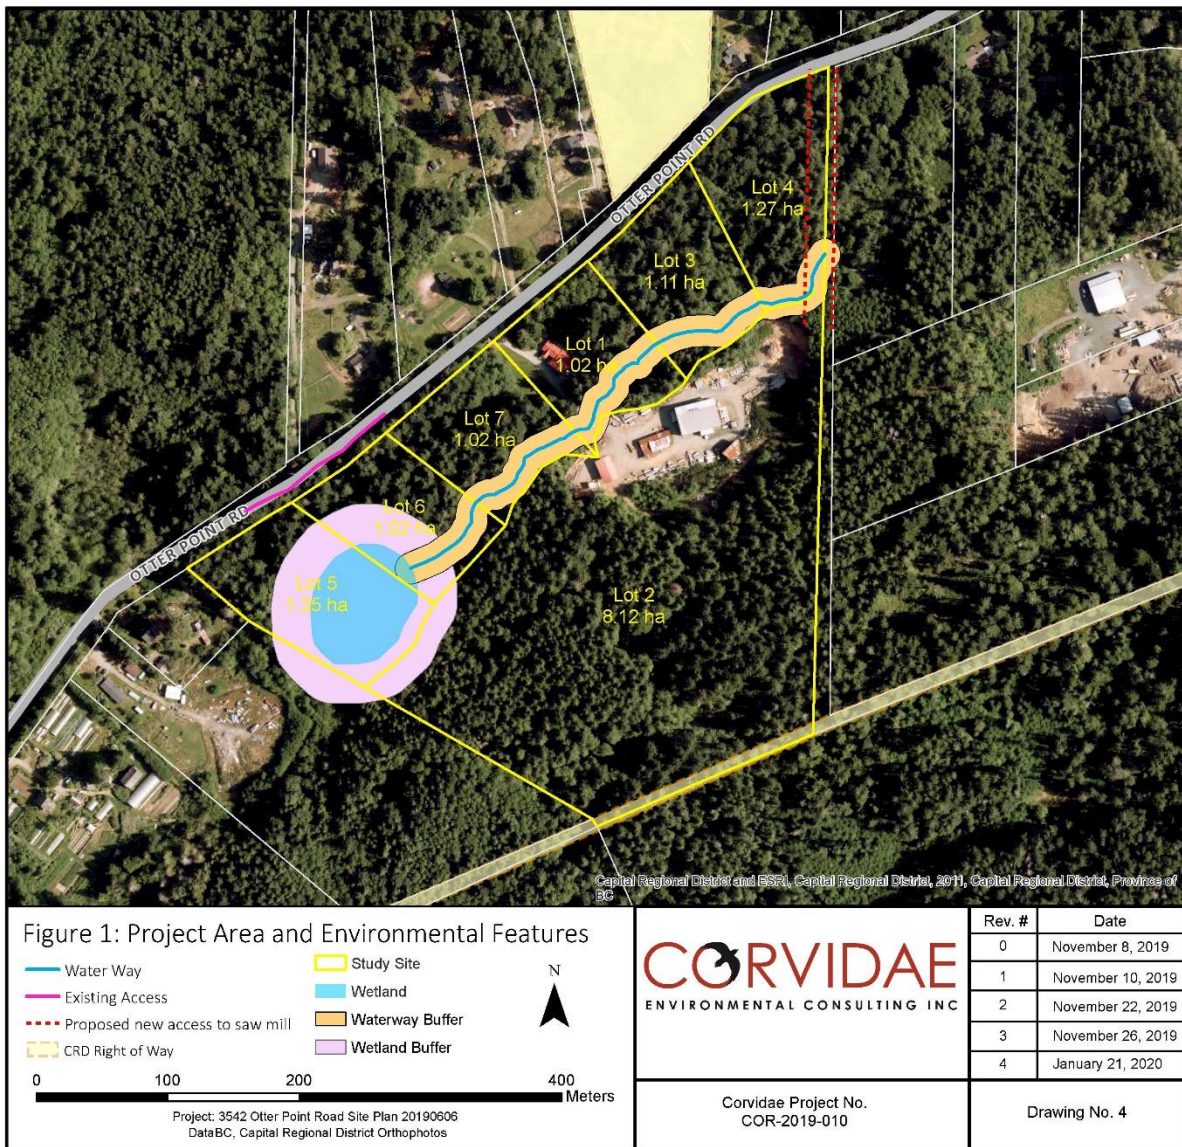 OTTER POINT RD
Lot 4
1.27 ha
Lot 3
1.11 ha
Lot 1
1.02 ha
Lot 7
1.02 ha
Lot 6
1.02 ha
OTTER POINT RD
Lot 5
1.35 ha
Lot 2
8.12 ha
Capital Regional District and ESRI, Capital Regional District, 2011, Capital Regional District, Province of
BC
Figure 1: Project Area and Environmental Features
Water Way
Existing Access
Proposed new access to saw mill
CRD Right of Way
Study Site
Wetland
Waterway Buffer
Wetland Buffer
N
0 100 200 400
Meters
Project: 3542 Otter Point Road Site Plan 20190606
DataBC, Capital Regional District Orthophotos
CORVIDAE
ENVIRONMENTAL CONSULTING INC
Corvidae Project No.
COR-2019-010
Rev. # Date
0 November 8, 2019
1 November 10, 2019
2 November 22, 2019
3 November 26, 2019
4 January 21, 2020
Drawing No. 4